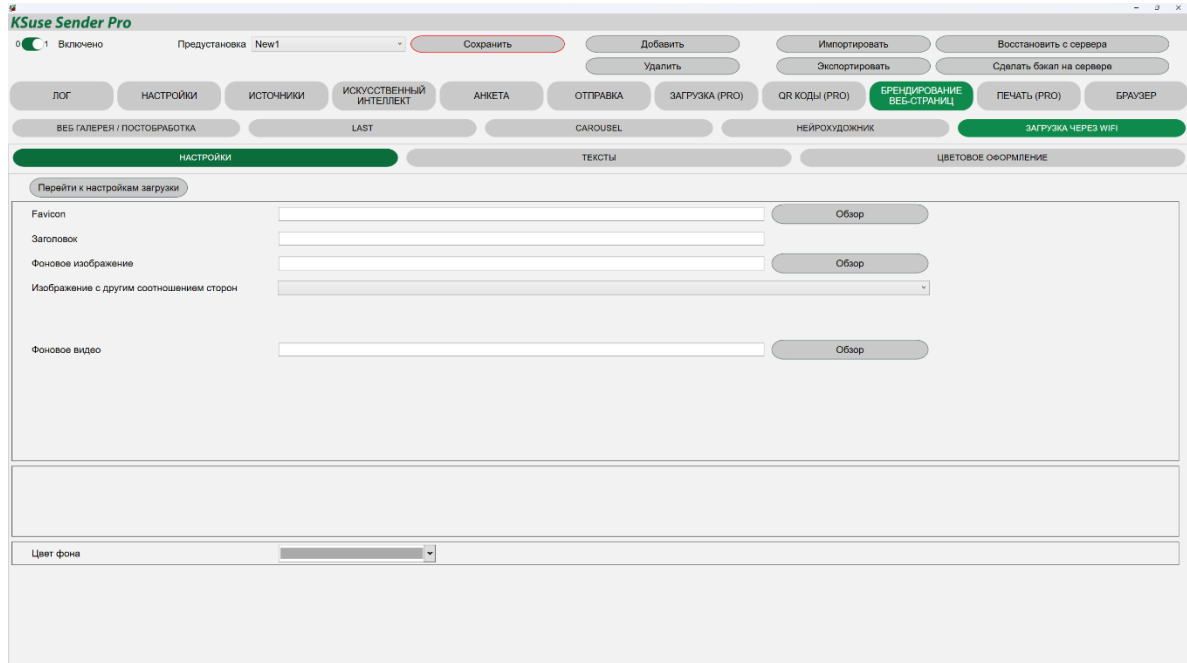 KSuse Sender Pro
0 1 Включено Предустановка New1 Сохранить Добавить Импортировать Восстановить с сервера
Удалить Экспортировать Сделать бэкап на сервере
ЛОГ НАСТРОЙКИ ИСТОЧНИКИ ИСКУССТВЕННЫЙ ИНТЕЛЛЕКТ АНКЕТА ОТПРАВКА ЗАГРУЗКА (PRO) QR КОДЫ (PRO) БРЕНДИРОВАНИЕ ВЕБ-СТРАНИЦ ПЕЧАТЬ (PRO) БРАУЗЕР
ВЕБ ГАЛЕРЕЯ / ПОСТОБРАБОТКА LAST CAROUSEL НЕЙРОХУДОЖНИК ЗАГРУЗКА ЧЕРЕЗ WIFI
НАСТРОЙКИ ТЕКСТЫ ЦВЕТОВОЕ ОФОРМЛЕНИЕ
Перейти к настройкам загрузки
Favicon Обзор
Заголовок
Фоновое изображение Обзор
Изображение с другим соотношением сторон
Фоновое видео Обзор
Цвет фона